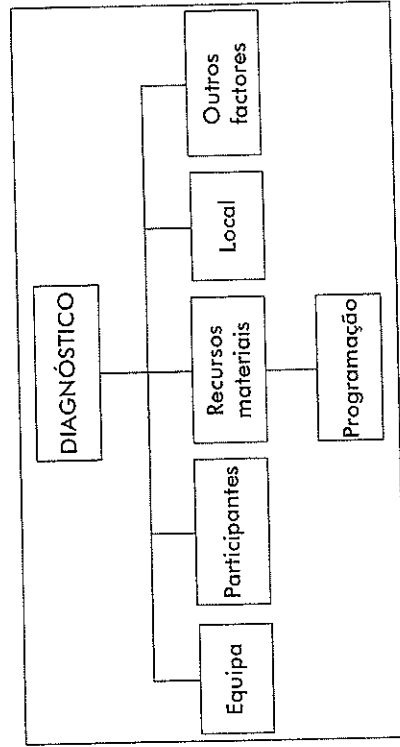 DIAGNÓSTICO
Equipa
Participantes
Recursos
materiais
Local
Outros
factores
Programação